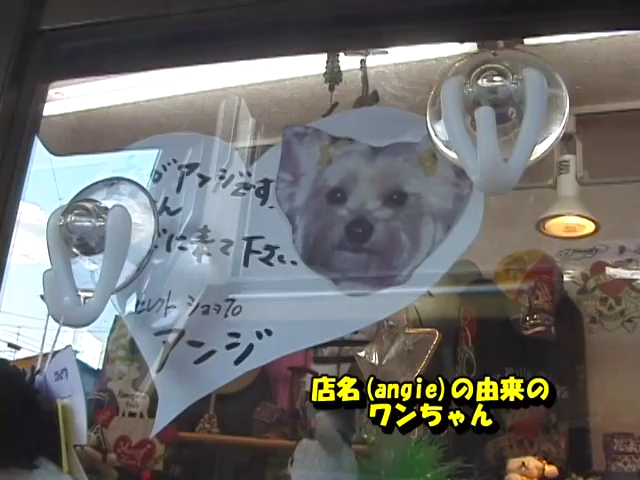 がアンジです。
に来て下さい
セレクト ショップ
アンジ
店名(angie)の由来の
ワンちゃん